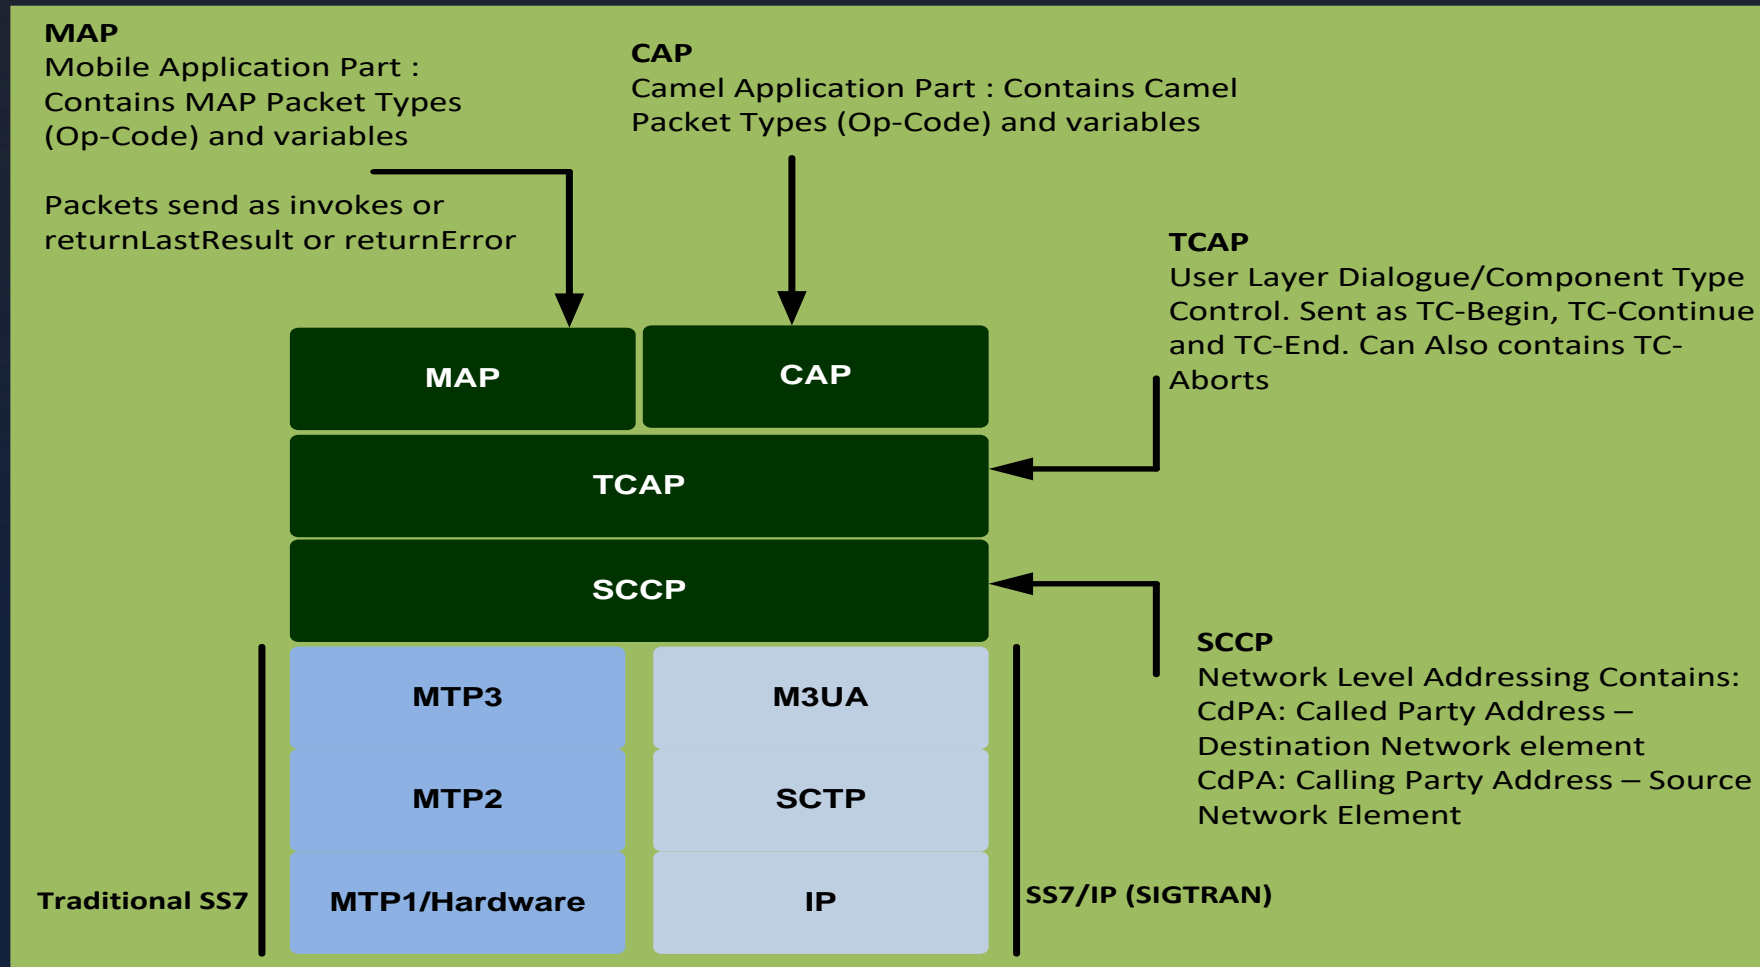 MAP
Mobile Application Part :
Contains MAP Packet Types
(Op-Code) and variables
Packets send as invokes or
returnLastResult or returnError
CAP
Camel Application Part : Contains Camel
Packet Types (Op-Code) and variables
TCAP
User Layer Dialogue/Component Type
Control. Sent as TC-Begin, TC-Continue
and TC-End. Can Also contains TC-
Aborts
MAP
CAP
TCAP
SCCP
SCCP
Network Level Addressing Contains:
CdPA: Called Party Address –
Destination Network element
CdPA: Calling Party Address – Source
Network Element
MTP3
M3UA
MTP2
SCTP
Traditional SS7
MTP1/Hardware
IP
SS7/IP (SIGTRAN)